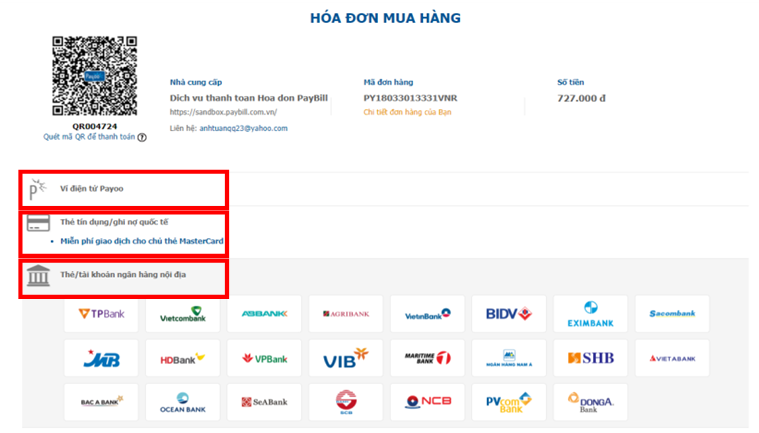 HÓA ĐƠN MUA HÀNG
PayBill
QR004724
Quét mã QR để thanh toán ?
Nhà cung cấp
Dich vu thanh toan Hoa don PayBill
https://sandbox.paybill.com.vn/
Liên hệ: anhtuanqq23@yahoo.com
Mã đơn hàng
PY18033013331VNR
Chi tiết đơn hàng của Bạn
Số tiền
727.000 đ
Ví điện tử Payoo
Thẻ tín dụng/ghi nợ quốc tế
• Miễn phí giao dịch cho chủ thẻ MasterCard
Thẻ/tài khoản ngân hàng nội địa
TPBank Vietcombank ABBANK AGRIBANK VietinBank BIDV EXIMBANK Sacombank
MB HDBank VPBank VIB MARITIME BANK NGÂN HÀNG NAM Á SHB VIETABANK
BAC A BANK OCEAN BANK SeABank SCB NCB PVcomBank DONGA Bank